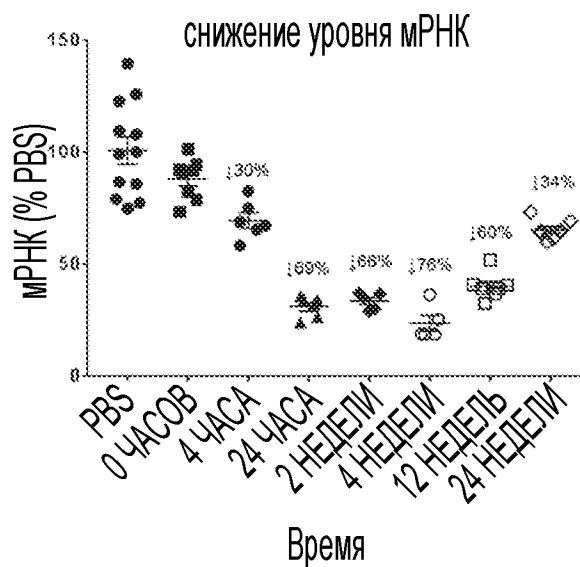 снижение уровня мРНК
мРНК (% PBS)
150
100
50
0
↓30%
↓69%
↓66%
↓76%
↓60%
↓34%
PBS
0 ЧАСОВ
4 ЧАСА
24 ЧАСА
2 НЕДЕЛИ
4 НЕДЕЛИ
12 НЕДЕЛЬ
24 НЕДЕЛИ
Время